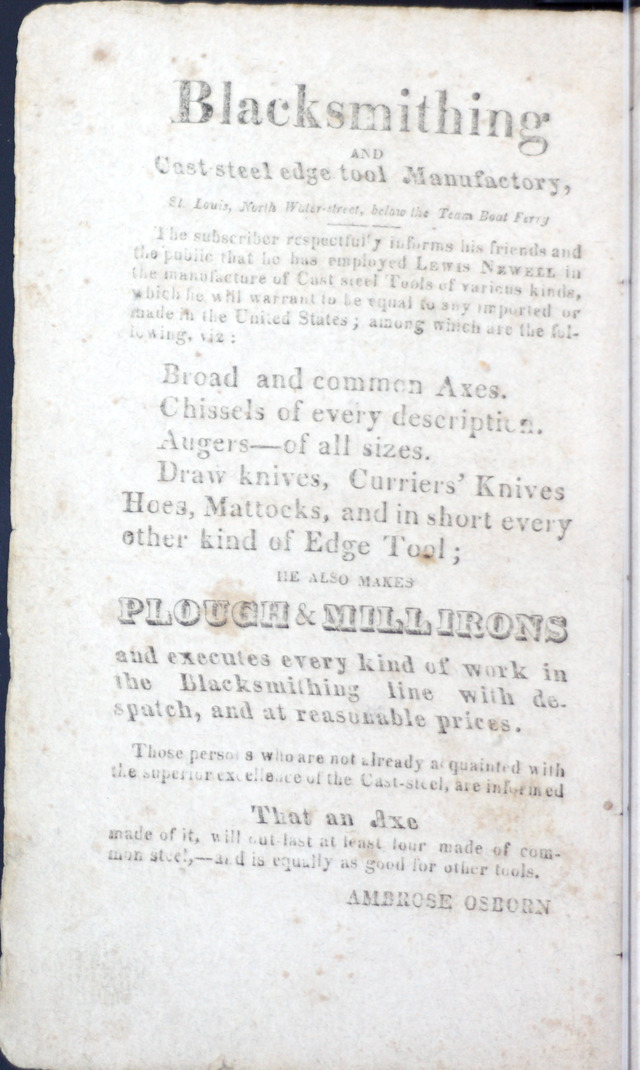 Blacksmithing
AND
Cast-steel edge tool Manufactory,
St. Louis, North Water-street, below the Team Boat Ferry
The subscriber respectfully informs his friends and
the public that he has employed LEWIS NEWELL in
the manufacture of Cast steel Tools of various kinds,
which he will warrant to be equal to any imported or
made in the United States; among which are the fol-
lowing, viz:
Broad and common Axes.
Chissels of every description.
Augers—of all sizes.
Draw knives, Curriers' Knives
Hoes, Mattocks, and in short every
other kind of Edge Tool;
HE ALSO MAKES
PLOUGH & MILL IRONS
and executes every kind of work in
the Blacksmithing line with de-
spatch, and at reasonable prices.
Those persons who are not already acquainted with
the superior excellence of the Cast-steel, are informed
That an Axe
made of it, will out-last at least four made of com-
mon steel,—and is equally as good for other tools.
AMBROSE OSBORN